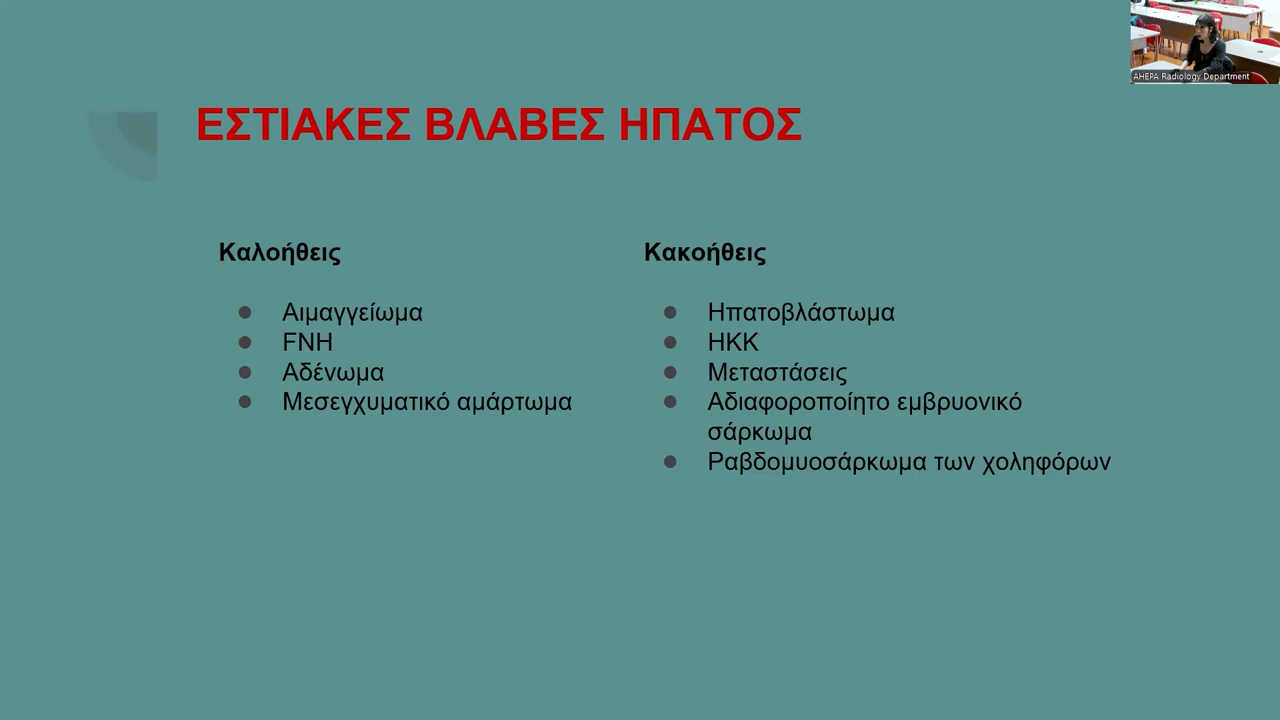 AHEPA Radiology Department
ΕΣΤΙΑΚΕΣ ΒΛΑΒΕΣ ΗΠΑΤΟΣ
Καλοήθεις
● Αιμαγγείωμα
● FNH
● Αδένωμα
● Μεσεγχυματικό αμάρτωμα
Κακοήθεις
● Ηπατοβλάστωμα
● ΗΚΚ
● Μεταστάσεις
● Αδιαφοροποίητο εμβρυονικό
σάρκωμα
● Ραβδομυοσάρκωμα των χοληφόρων